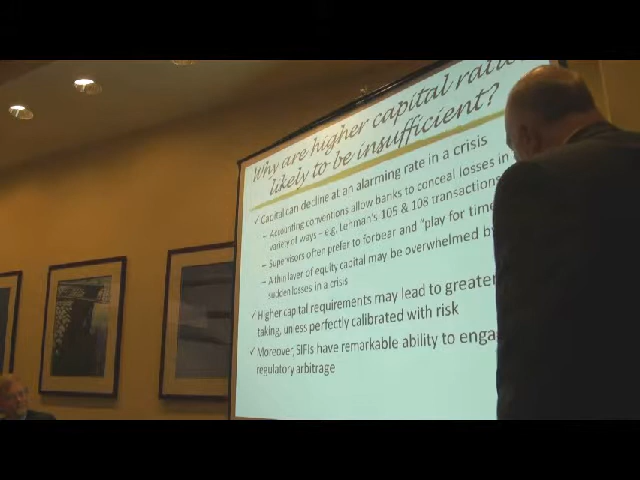 Why are higher capital ratio
likely to be insufficient?
✓ Capital can decline at an alarming rate in a crisis
– Accounting conventions allow banks to conceal losses in
variety of ways – e.g., Lehman's 105 & 108 transactions
– Supervisors often prefer to forbear and "play for time
– A thin layer of equity capital may be overwhelmed by
sudden losses in a crisis
✓ Higher capital requirements may lead to greater
taking, unless perfectly calibrated with risk
✓ Moreover, SIFIs have remarkable ability to engag
regulatory arbitrage